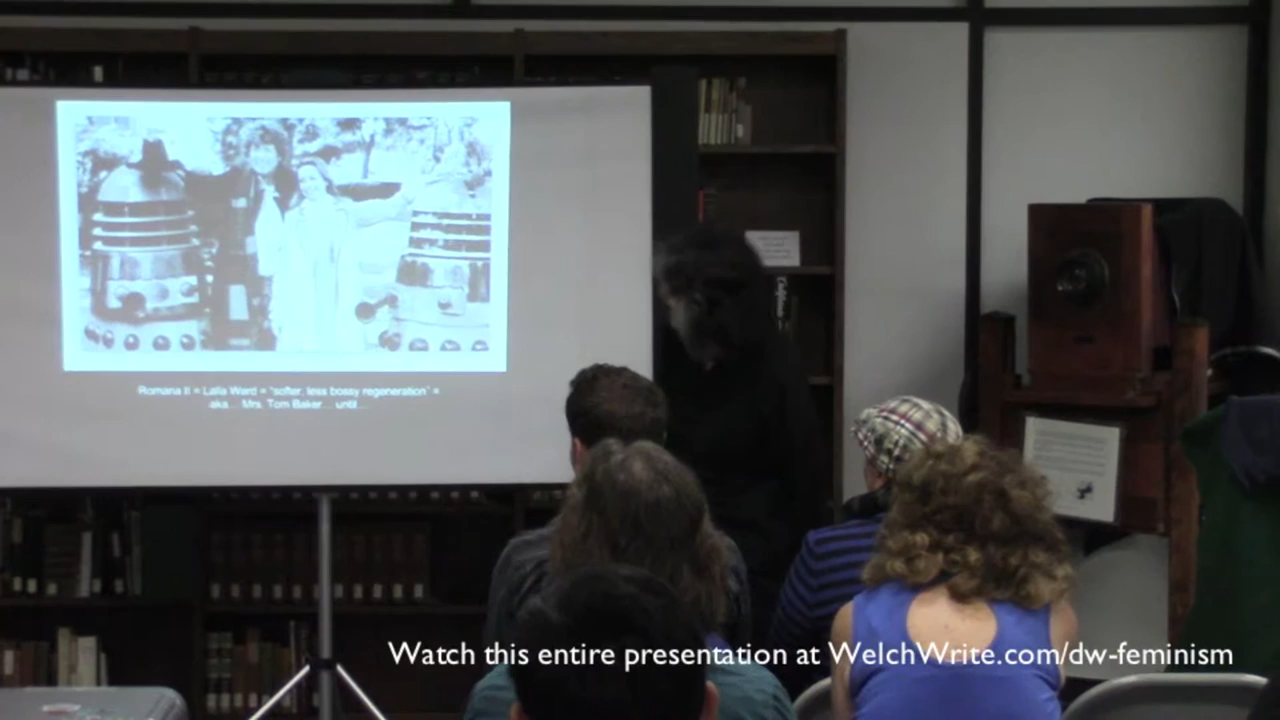 Romana II = Lalla Ward = "softer, less bossy regeneration" =
aka... Mrs. Tom Baker... until...
California
Watch this entire presentation at WelchWrite.com/dw-feminism